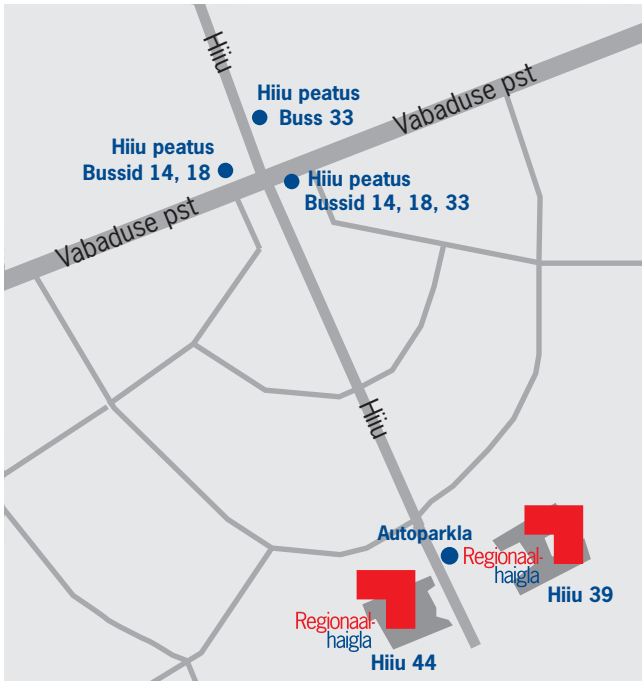 Hiiu
Hiiu peatus
Buss 33
Vabaduse pst
Hiiu peatus
Bussid 14, 18
Hiiu peatus
Bussid 14, 18, 33
Vabaduse pst
Hiiu
Autoparkla
Regionaal-
haigla
Hiiu 39
Regionaal-
haigla
Hiiu 44